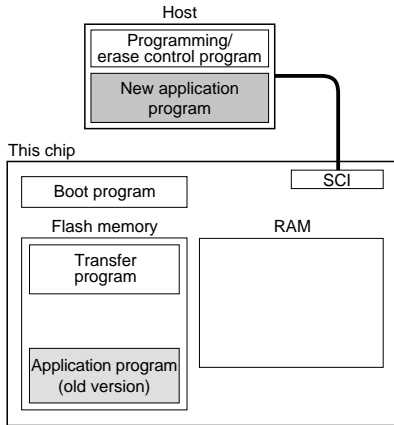 Host
Programming/
erase control program
New application
program
This chip
SCI
Boot program
Flash memory
RAM
Transfer
program
Application program
(old version)